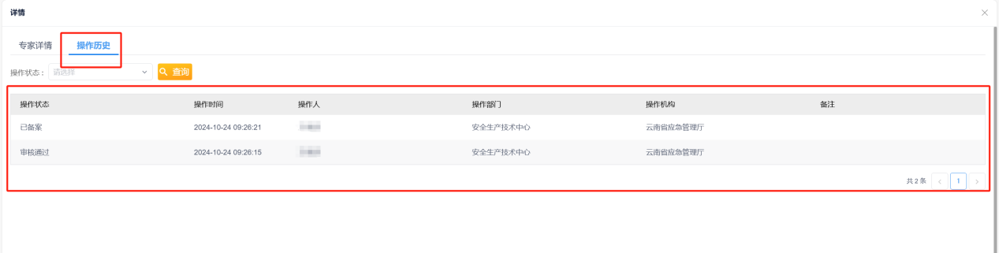 详情
专家详情 操作历史
操作状态： 请选择 查询
操作状态 操作时间 操作人 操作部门 操作机构 备注
已备案 2024-10-24 09:26:21 安全生产技术中心 云南省应急管理厅
审核通过 2024-10-24 09:26:15 安全生产技术中心 云南省应急管理厅
共 2 条 1